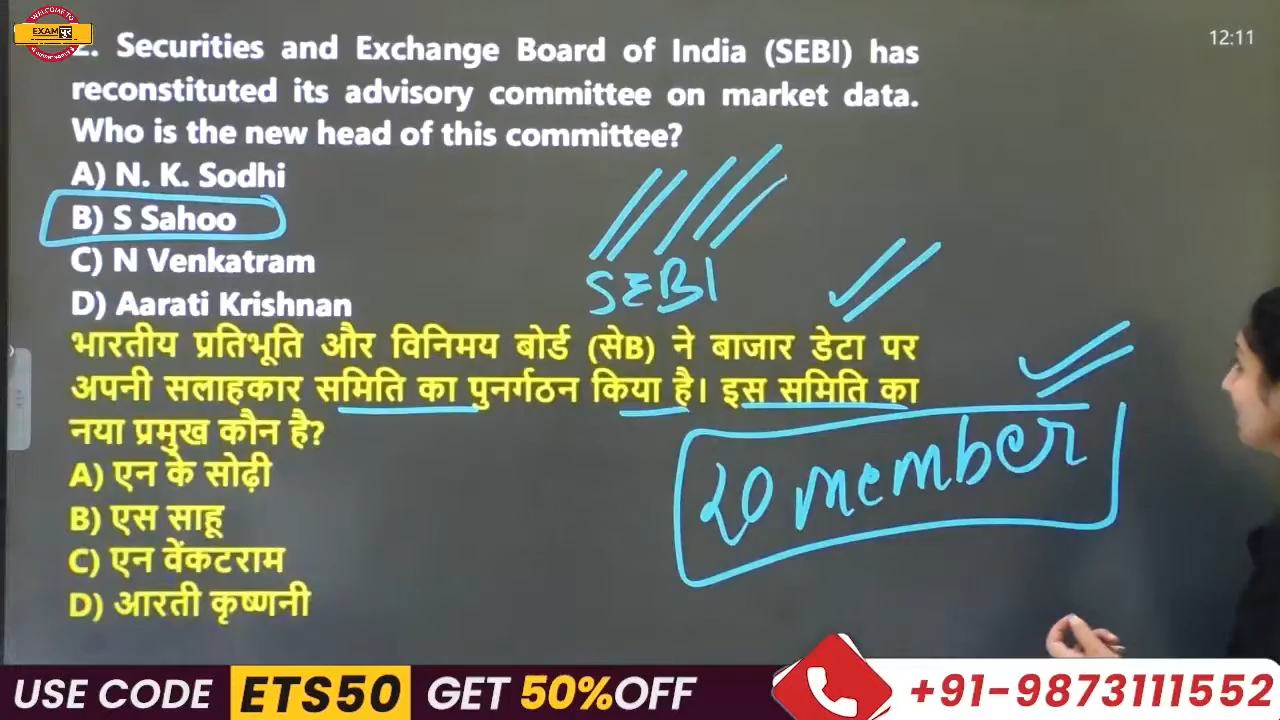 WELCOME TO
EXAMपुर
12:11
2. Securities and Exchange Board of India (SEBI) has
reconstituted its advisory committee on market data.
Who is the new head of this committee?
A) N. K. Sodhi
B) S Sahoo
C) N Venkatram
D) Aarati Krishnan
SEBI
भारतीय प्रतिभूति और विनिमय बोर्ड (सेB) ने बाजार डेटा पर
अपनी सलाहकार समिति का पुनर्गठन किया है। इस समिति का
नया प्रमुख कौन है?
20 member
A) एन के सोढ़ी
B) एस साहू
C) एन वेंकटराम
D) आरती कृष्णनी
USE CODE ETS50 GET 50%OFF +91-9873111552